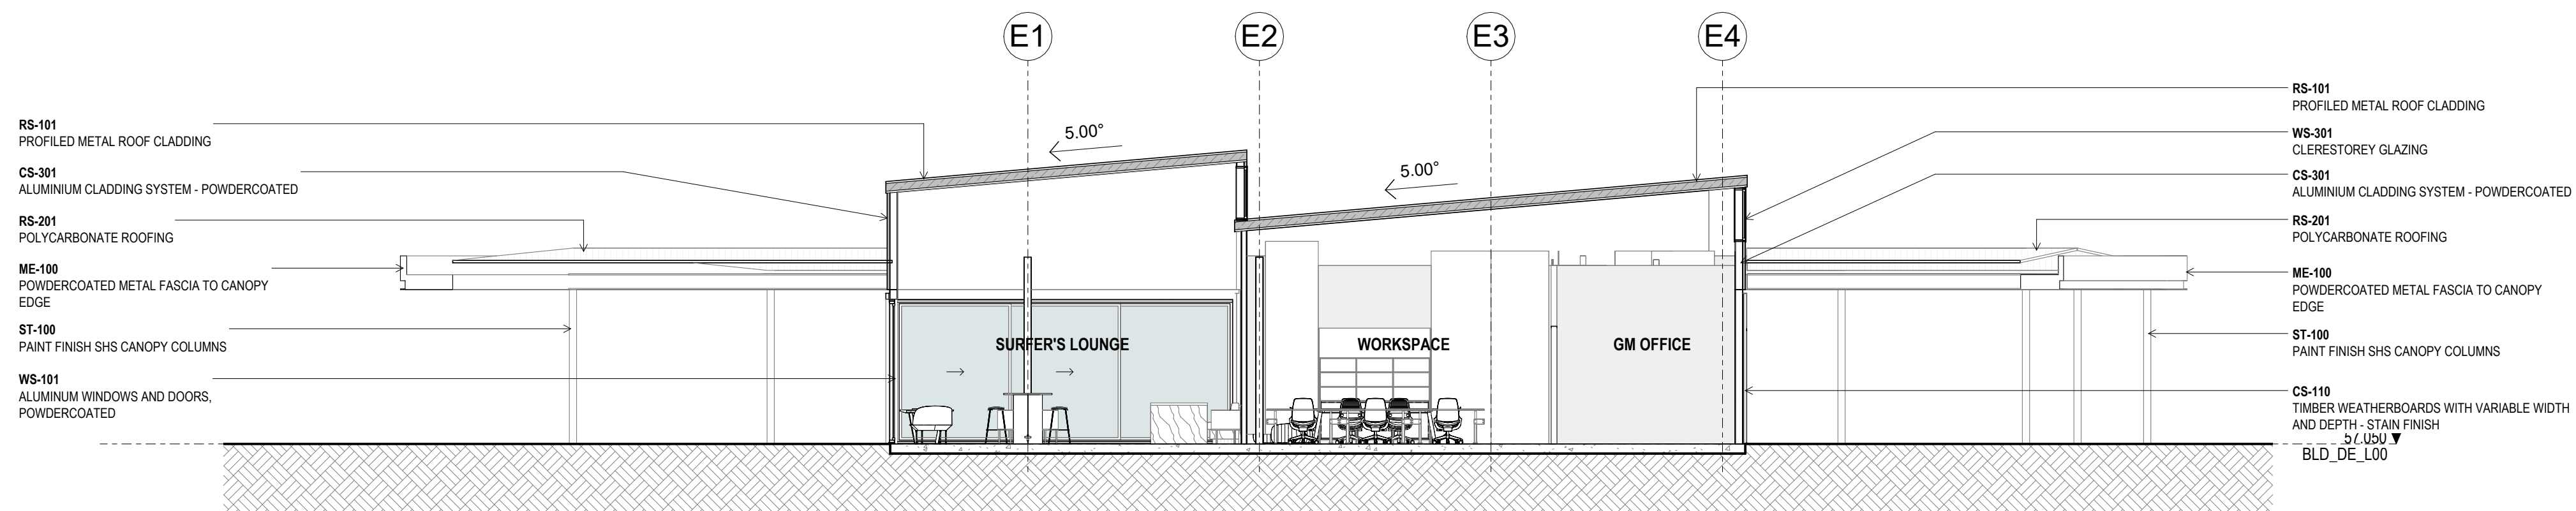 E1
E2
E3
E4
RS-101
PROFILED METAL ROOF CLADDING
CS-301
ALUMINIUM CLADDING SYSTEM - POWDERCOATED
RS-201
POLYCARBONATE ROOFING
ME-100
POWDERCOATED METAL FASCIA TO CANOPY
EDGE
ST-100
PAINT FINISH SHS CANOPY COLUMNS
WS-101
ALUMINUM WINDOWS AND DOORS,
POWDERCOATED
5.00°
5.00°
SURFER'S LOUNGE
WORKSPACE
GM OFFICE
RS-101
PROFILED METAL ROOF CLADDING
WS-301
CLERESTOREY GLAZING
CS-301
ALUMINIUM CLADDING SYSTEM - POWDERCOATED
RS-201
POLYCARBONATE ROOFING
ME-100
POWDERCOATED METAL FASCIA TO CANOPY
EDGE
ST-100
PAINT FINISH SHS CANOPY COLUMNS
CS-110
TIMBER WEATHERBOARDS WITH VARIABLE WIDTH
AND DEPTH - STAIN FINISH
57.050
BLD_DE_L00